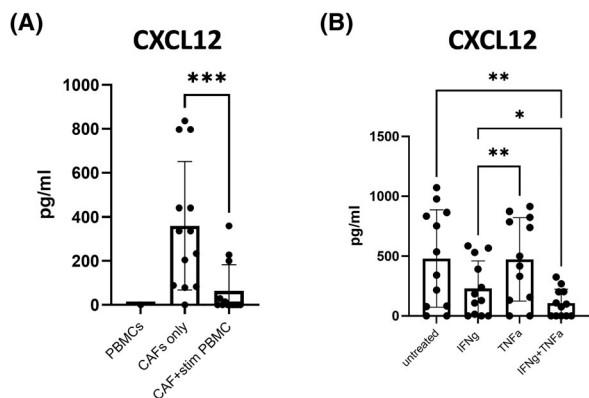 (A)
CXCL12
***
1000
800
600
400
200
0
pg/ml
PBMCs
CAFs only
CAF+stim PBMC
(B)
CXCL12
**
*
**
1500
1000
500
0
pg/ml
untreated
IFNg
TNFa
IFNg+TNFa